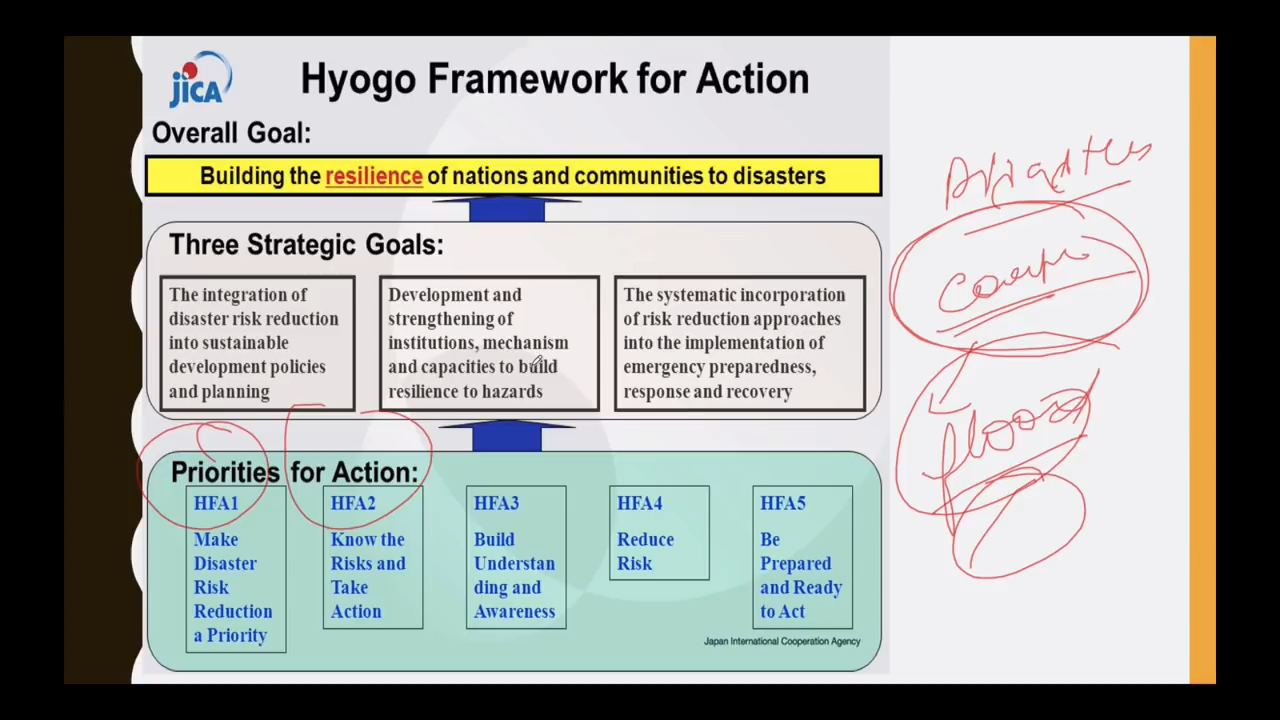 JICA
Hyogo Framework for Action
Overall Goal:
Building the resilience of nations and communities to disasters
Three Strategic Goals:
The integration of
disaster risk reduction
into sustainable
development policies
and planning
Development and
strengthening of
institutions, mechanism
and capacities to build
resilience to hazards
The systematic incorporation
of risk reduction approaches
into the implementation of
emergency preparedness,
response and recovery
Priorities for Action:
HFA1
Make
Disaster
Risk
Reduction
a Priority
HFA2
Know the
Risks and
Take
Action
HFA3
Build
Understan
ding and
Awareness
HFA4
Reduce
Risk
HFA5
Be
Prepared
and Ready
to Act
Japan International Cooperation Agency
flood